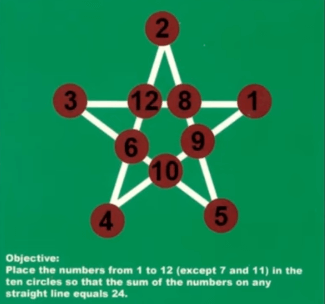 2
3 12 8 1
6 9
10
4 5
Objective:
Place the numbers from 1 to 12 (except 7 and 11) in the
ten circles so that the sum of the numbers on any
straight line equals 24.